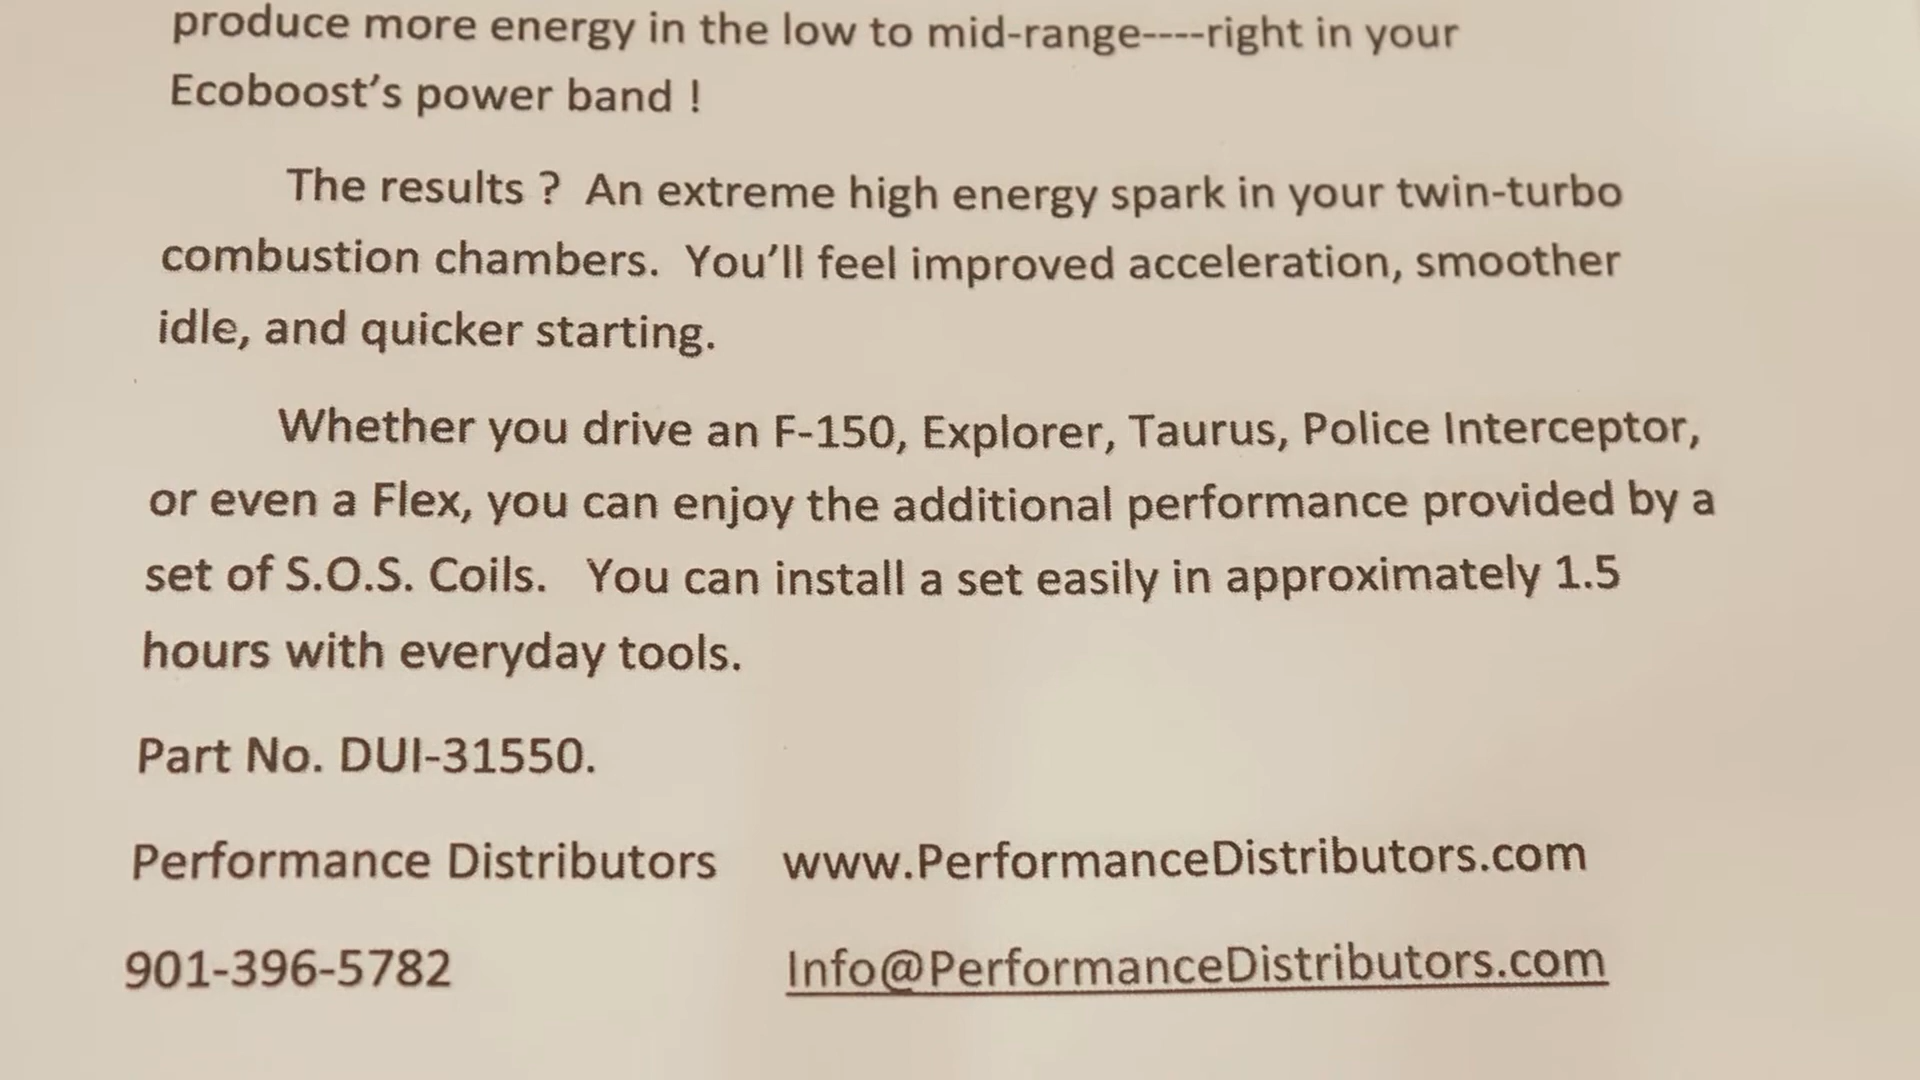 produce more energy in the low to mid-range----right in your
Ecoboost’s power band !
The results ?  An extreme high energy spark in your twin-turbo
combustion chambers.  You’ll feel improved acceleration, smoother
idle, and quicker starting.
Whether you drive an F-150, Explorer, Taurus, Police Interceptor,
or even a Flex, you can enjoy the additional performance provided by a
set of S.O.S. Coils.   You can install a set easily in approximately 1.5
hours with everyday tools.
Part No. DUI-31550.
Performance Distributors     www.PerformanceDistributors.com
901-396-5782     Info@PerformanceDistributors.com